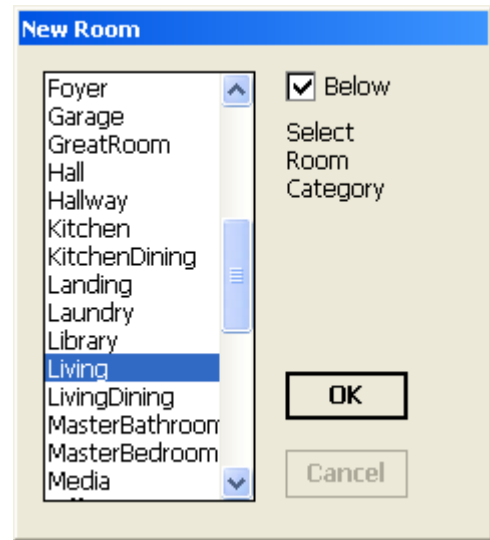 New Room
Foyer
Garage
GreatRoom
Hall
Hallway
Kitchen
KitchenDining
Landing
Laundry
Library
Living
LivingDining
MasterBathroom
MasterBedroom
Media
Below
Select
Room
Category
OK
Cancel